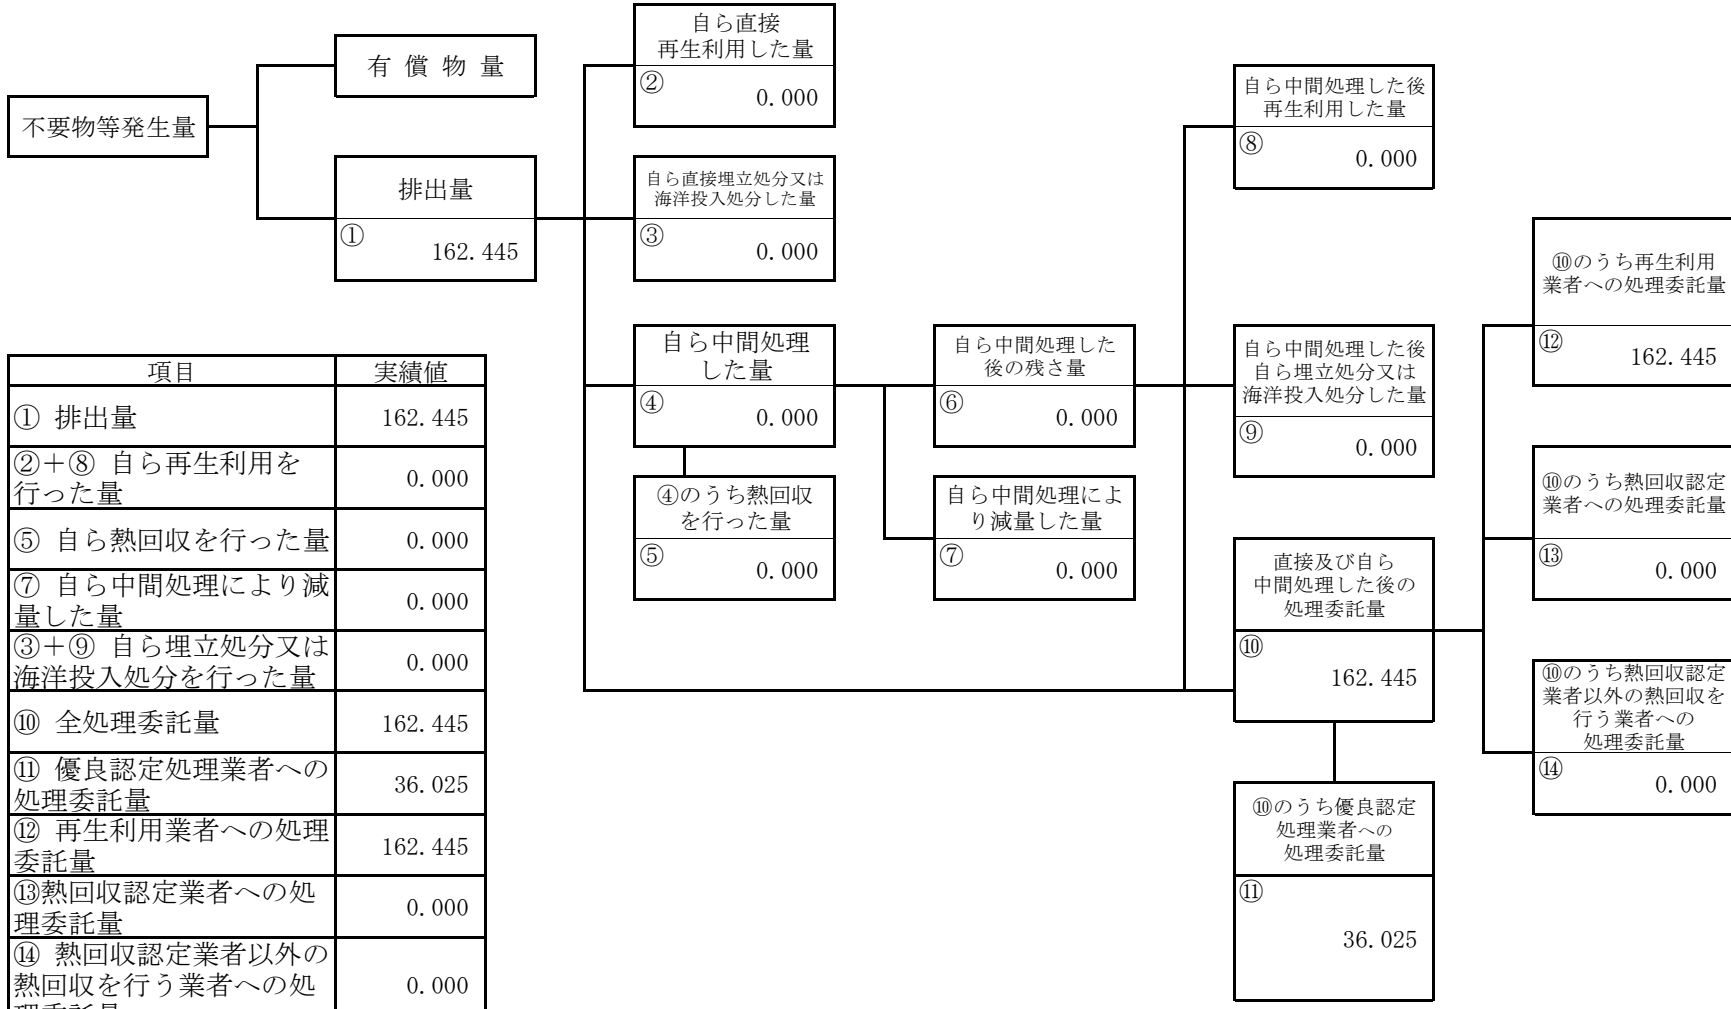 不要物等発生量
有 償 物 量
排出量
①
162.445
自ら直接
再生利用した量
②
0.000
自ら直接埋立処分又は
海洋投入処分した量
③
0.000
自ら中間処理
した量
④
0.000
④のうち熱回収
を行った量
⑤
0.000
自ら中間処理した
後の残さ量
⑥
0.000
自ら中間処理によ
り減量した量
⑦
0.000
自ら中間処理した後
再生利用した量
⑧
0.000
自ら中間処理した後
自ら埋立処分又は
海洋投入処分した量
⑨
0.000
直接及び自ら
中間処理した後の
処理委託量
⑩
162.445
⑩のうち優良認定
処理業者への
処理委託量
⑪
36.025
⑩のうち再生利用
業者への処理委託量
⑫
162.445
⑩のうち熱回収認定
業者への処理委託量
⑬
0.000
⑩のうち熱回収認定
業者以外の熱回収を
行う業者への
処理委託量
⑭
0.000
項目 実績値
① 排出量 162.445
②＋⑧ 自ら再生利用を
行った量 0.000
⑤ 自ら熱回収を行った量 0.000
⑦ 自ら中間処理により減
量した量 0.000
③＋⑨ 自ら埋立処分又は
海洋投入処分を行った量 0.000
⑩ 全処理委託量 162.445
⑪ 優良認定処理業者への
処理委託量 36.025
⑫ 再生利用業者への処理
委託量 162.445
⑬熱回収認定業者への処
理委託量 0.000
⑭ 熱回収認定業者以外の
熱回収を行う業者への処 0.000